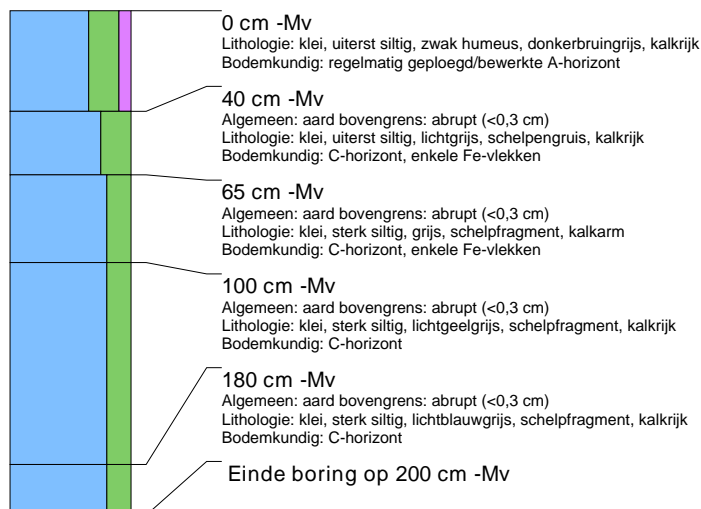 0 cm -Mv
Lithologie: klei, uiterst siltig, zwak humeus, donkerbruingrijs, kalkrijk
Bodemkundig: regelmatig geploegd/bewerkte A-horizont
40 cm -Mv
Algemeen: aard bovengrens: abrupt (<0,3 cm)
Lithologie: klei, uiterst siltig, lichtgrijs, schelpengruis, kalkrijk
Bodemkundig: C-horizont, enkele Fe-vlekken
65 cm -Mv
Algemeen: aard bovengrens: abrupt (<0,3 cm)
Lithologie: klei, sterk siltig, grijs, schelpfragment, kalkarm
Bodemkundig: C-horizont, enkele Fe-vlekken
100 cm -Mv
Algemeen: aard bovengrens: abrupt (<0,3 cm)
Lithologie: klei, sterk siltig, lichtgeelgrijs, schelpfragment, kalkrijk
Bodemkundig: C-horizont
180 cm -Mv
Algemeen: aard bovengrens: abrupt (<0,3 cm)
Lithologie: klei, sterk siltig, lichtblauwgrijs, schelpfragment, kalkrijk
Bodemkundig: C-horizont
Einde boring op 200 cm -Mv